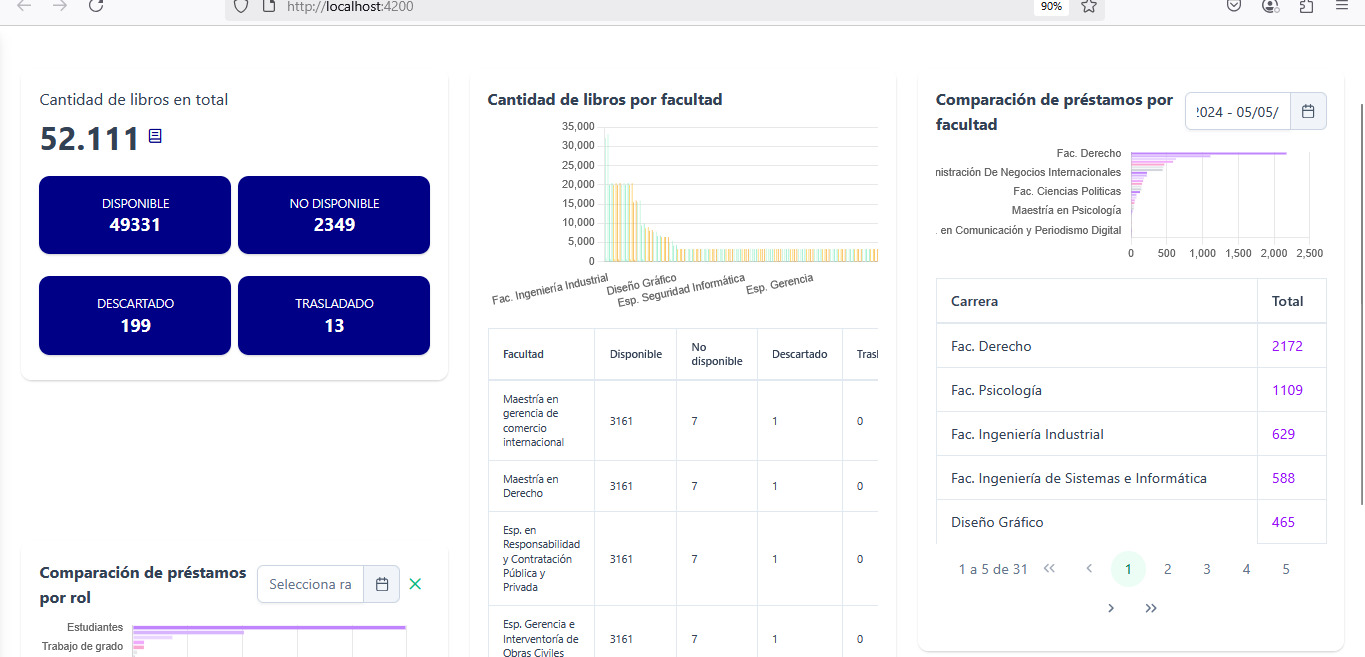 http://localhost:4200
90%
Cantidad de libros en total
52.111
DISPONIBLE
49331
NO DISPONIBLE
2349
DESCARTADO
199
TRASLADADO
13
Comparación de préstamos
por rol
Selecciona ra
Estudiantes
Trabajo de grado
Cantidad de libros por facultad
35,000
30,000
25,000
20,000
15,000
10,000
5,000
0
Fac. Ingeniería Industrial
Diseño Gráfico
Esp. Seguridad Informática
Esp. Gerencia
Facultad
Disponible
No
disponible
Descartado
Trasl
Maestría en
gerencia de
comercio
internacional
3161
7
1
0
Maestría en
Derecho
3161
7
1
0
Esp. en
Responsabilidad
y Contratación
Pública y
Privada
3161
7
1
0
Esp. Gerencia e
Interventoría de
Obras Civiles
3161
7
1
0
Comparación de préstamos por
facultad
2024 - 05/05/
Fac. Derecho
nistración De Negocios Internacionales
Fac. Ciencias Politicas
Maestría en Psicología
. en Comunicación y Periodismo Digital
0
500
1,000
1,500
2,000
2,500
Carrera
Total
Fac. Derecho
2172
Fac. Psicología
1109
Fac. Ingeniería Industrial
629
Fac. Ingeniería de Sistemas e Informática
588
Diseño Gráfico
465
1 a 5 de 31
1
2
3
4
5